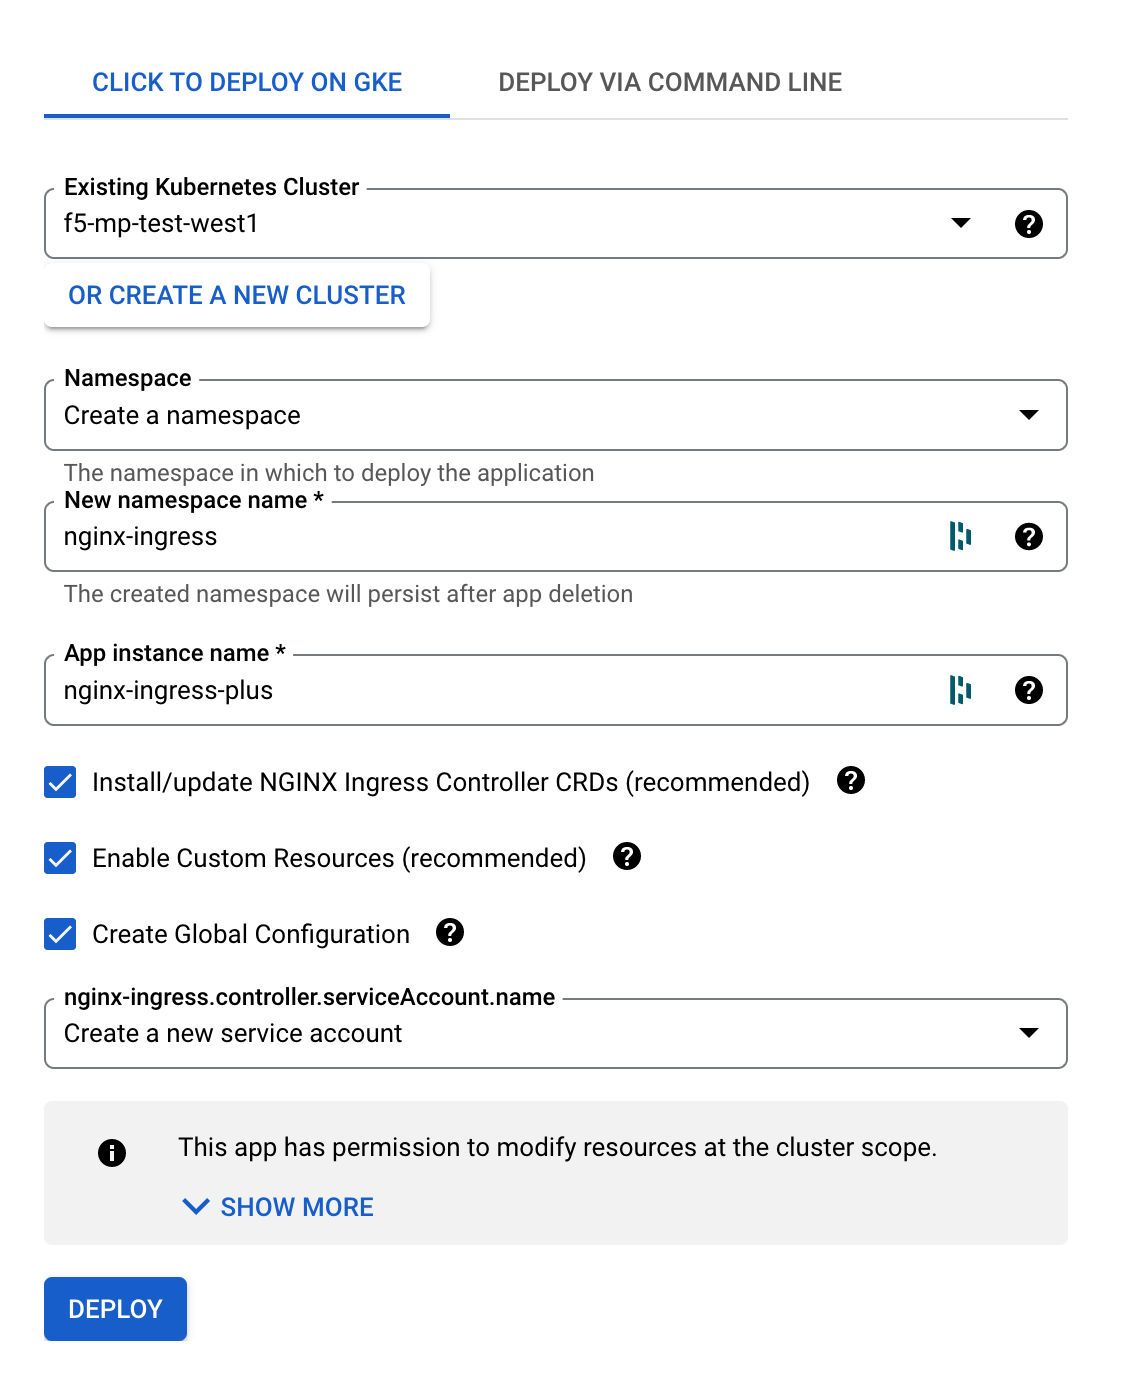 CLICK TO DEPLOY ON GKE
DEPLOY VIA COMMAND LINE
Existing Kubernetes Cluster
f5-mp-test-west1
OR CREATE A NEW CLUSTER
Namespace
Create a namespace
The namespace in which to deploy the application
New namespace name *
nginx-ingress
The created namespace will persist after app deletion
App instance name *
nginx-ingress-plus
Install/update NGINX Ingress Controller CRDs (recommended)
Enable Custom Resources (recommended)
Create Global Configuration
nginx-ingress.controller.serviceAccount.name
Create a new service account
This app has permission to modify resources at the cluster scope.
SHOW MORE
DEPLOY